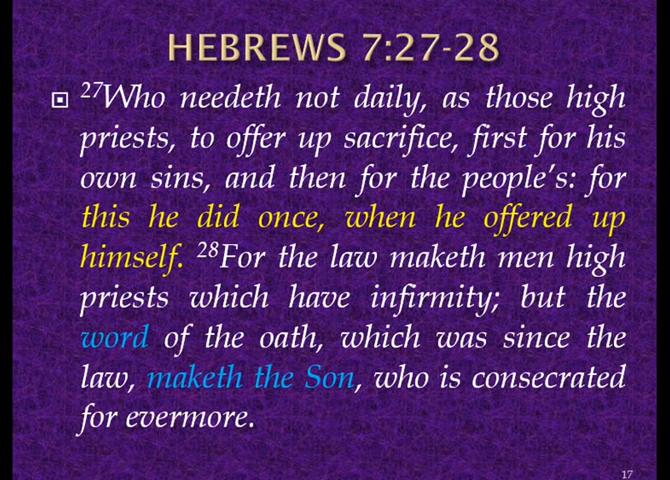 HEBREWS 7:27-28
27Who needeth not daily, as those high
priests, to offer up sacrifice, first for his
own sins, and then for the people's: for
this he did once, when he offered up
himself. 28For the law maketh men high
priests which have infirmity; but the
word of the oath, which was since the
law, maketh the Son, who is consecrated
for evermore.
17